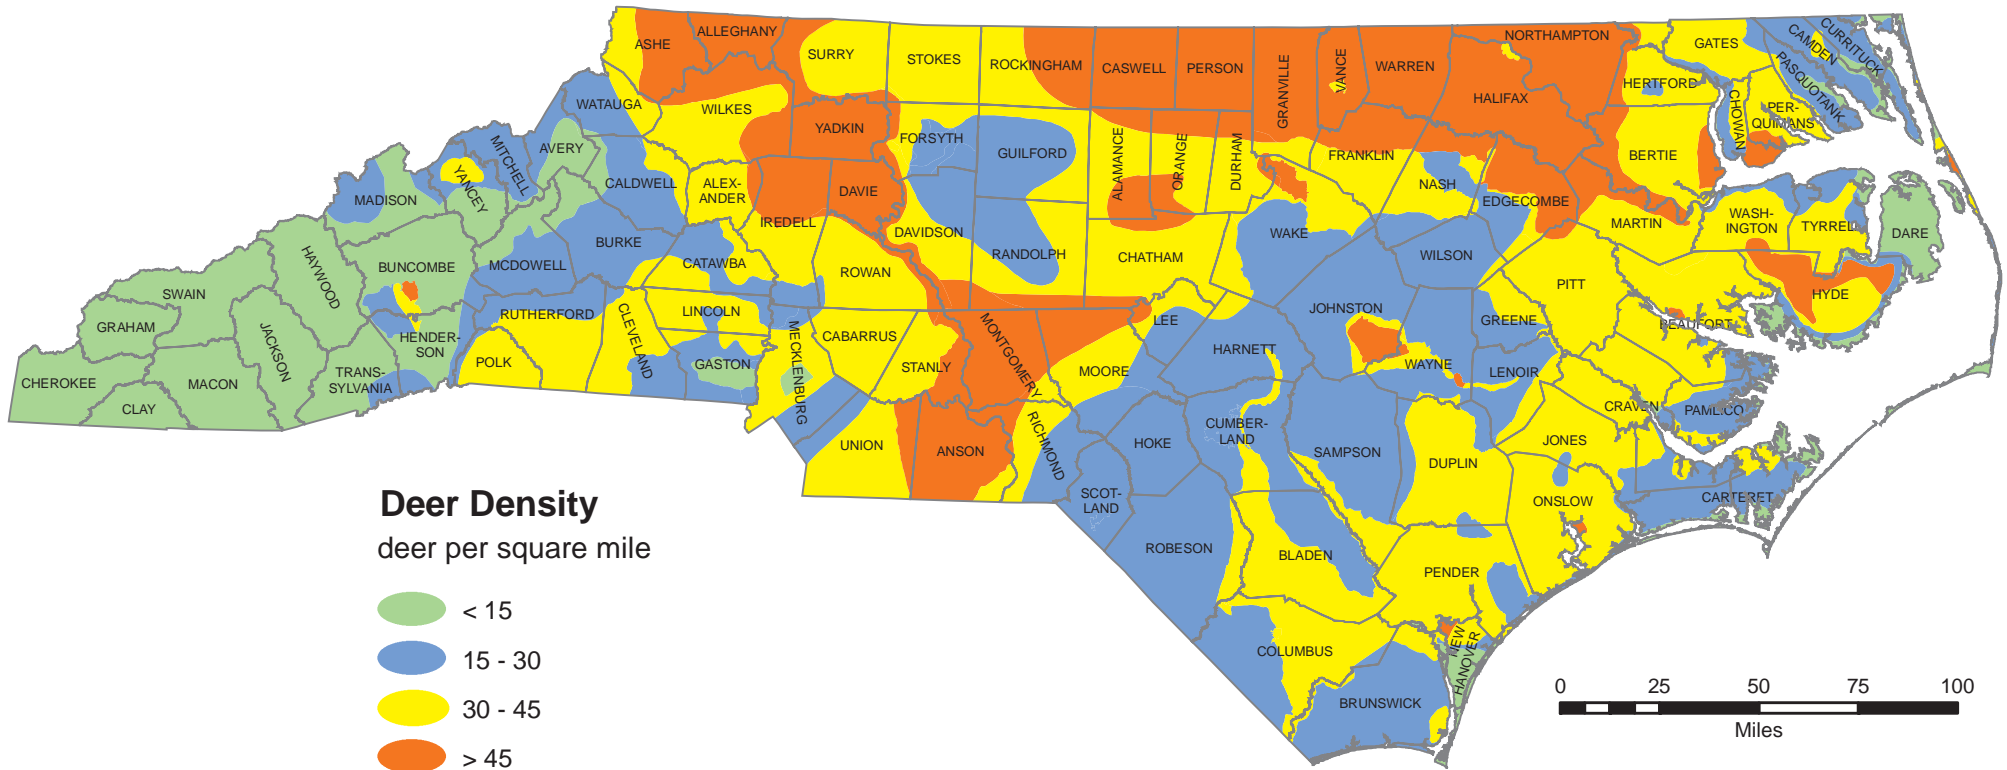 ASHE
ALLEGHANY
SURRY
STOKES
ROCKINGHAM
CASWELL
PERSON
GRANVILLE
VANCE
WARREN
NORTHAMPTON
HALIFAX
GATES
HERTFORD
CURRITUCK
CAMDEN
PASQUOTANK
PER-
QUIMANS
CHOWAN
WATAUGA
WILKES
YADKIN
FORSYTH
GUILFORD
ALAMANCE
ORANGE
DURHAM
FRANKLIN
NASH
EDGECOMBE
BERTIE
MARTIN
WASH-
INGTON
TYRRELL
DARE
MITCHELL
AVERY
YANCEY
MADISON
CALDWELL
ALEX-
ANDER
IREDELL
DAVIE
DAVIDSON
RANDOLPH
CHATHAM
WAKE
WILSON
PITT
BEAUFORT
HYDE
HAYWOOD
BUNCOMBE
MCDOWELL
BURKE
CATAWBA
ROWAN
SWAIN
GRAHAM
JACKSON
HENDER-
SON
RUTHERFORD
CLEVELAND
LINCOLN
MECKLENBURG
CABARRUS
STANLY
MONTGOMERY
MOORE
LEE
HARNETT
JOHNSTON
GREENE
WAYNE
LENOIR
CRAVEN
PAMLICO
CHEROKEE
CLAY
MACON
TRANS-
SYLVANIA
POLK
GASTON
UNION
ANSON
RICHMOND
HOKE
CUMBER-
LAND
SAMPSON
DUPLIN
JONES
ONSLOW
CARTERET
SCOT-
LAND
ROBESON
BLADEN
PENDER
COLUMBUS
BRUNSWICK
NEW
HANOVER
Deer Density
deer per square mile
< 15
15 - 30
30 - 45
> 45
0 25 50 75 100
Miles